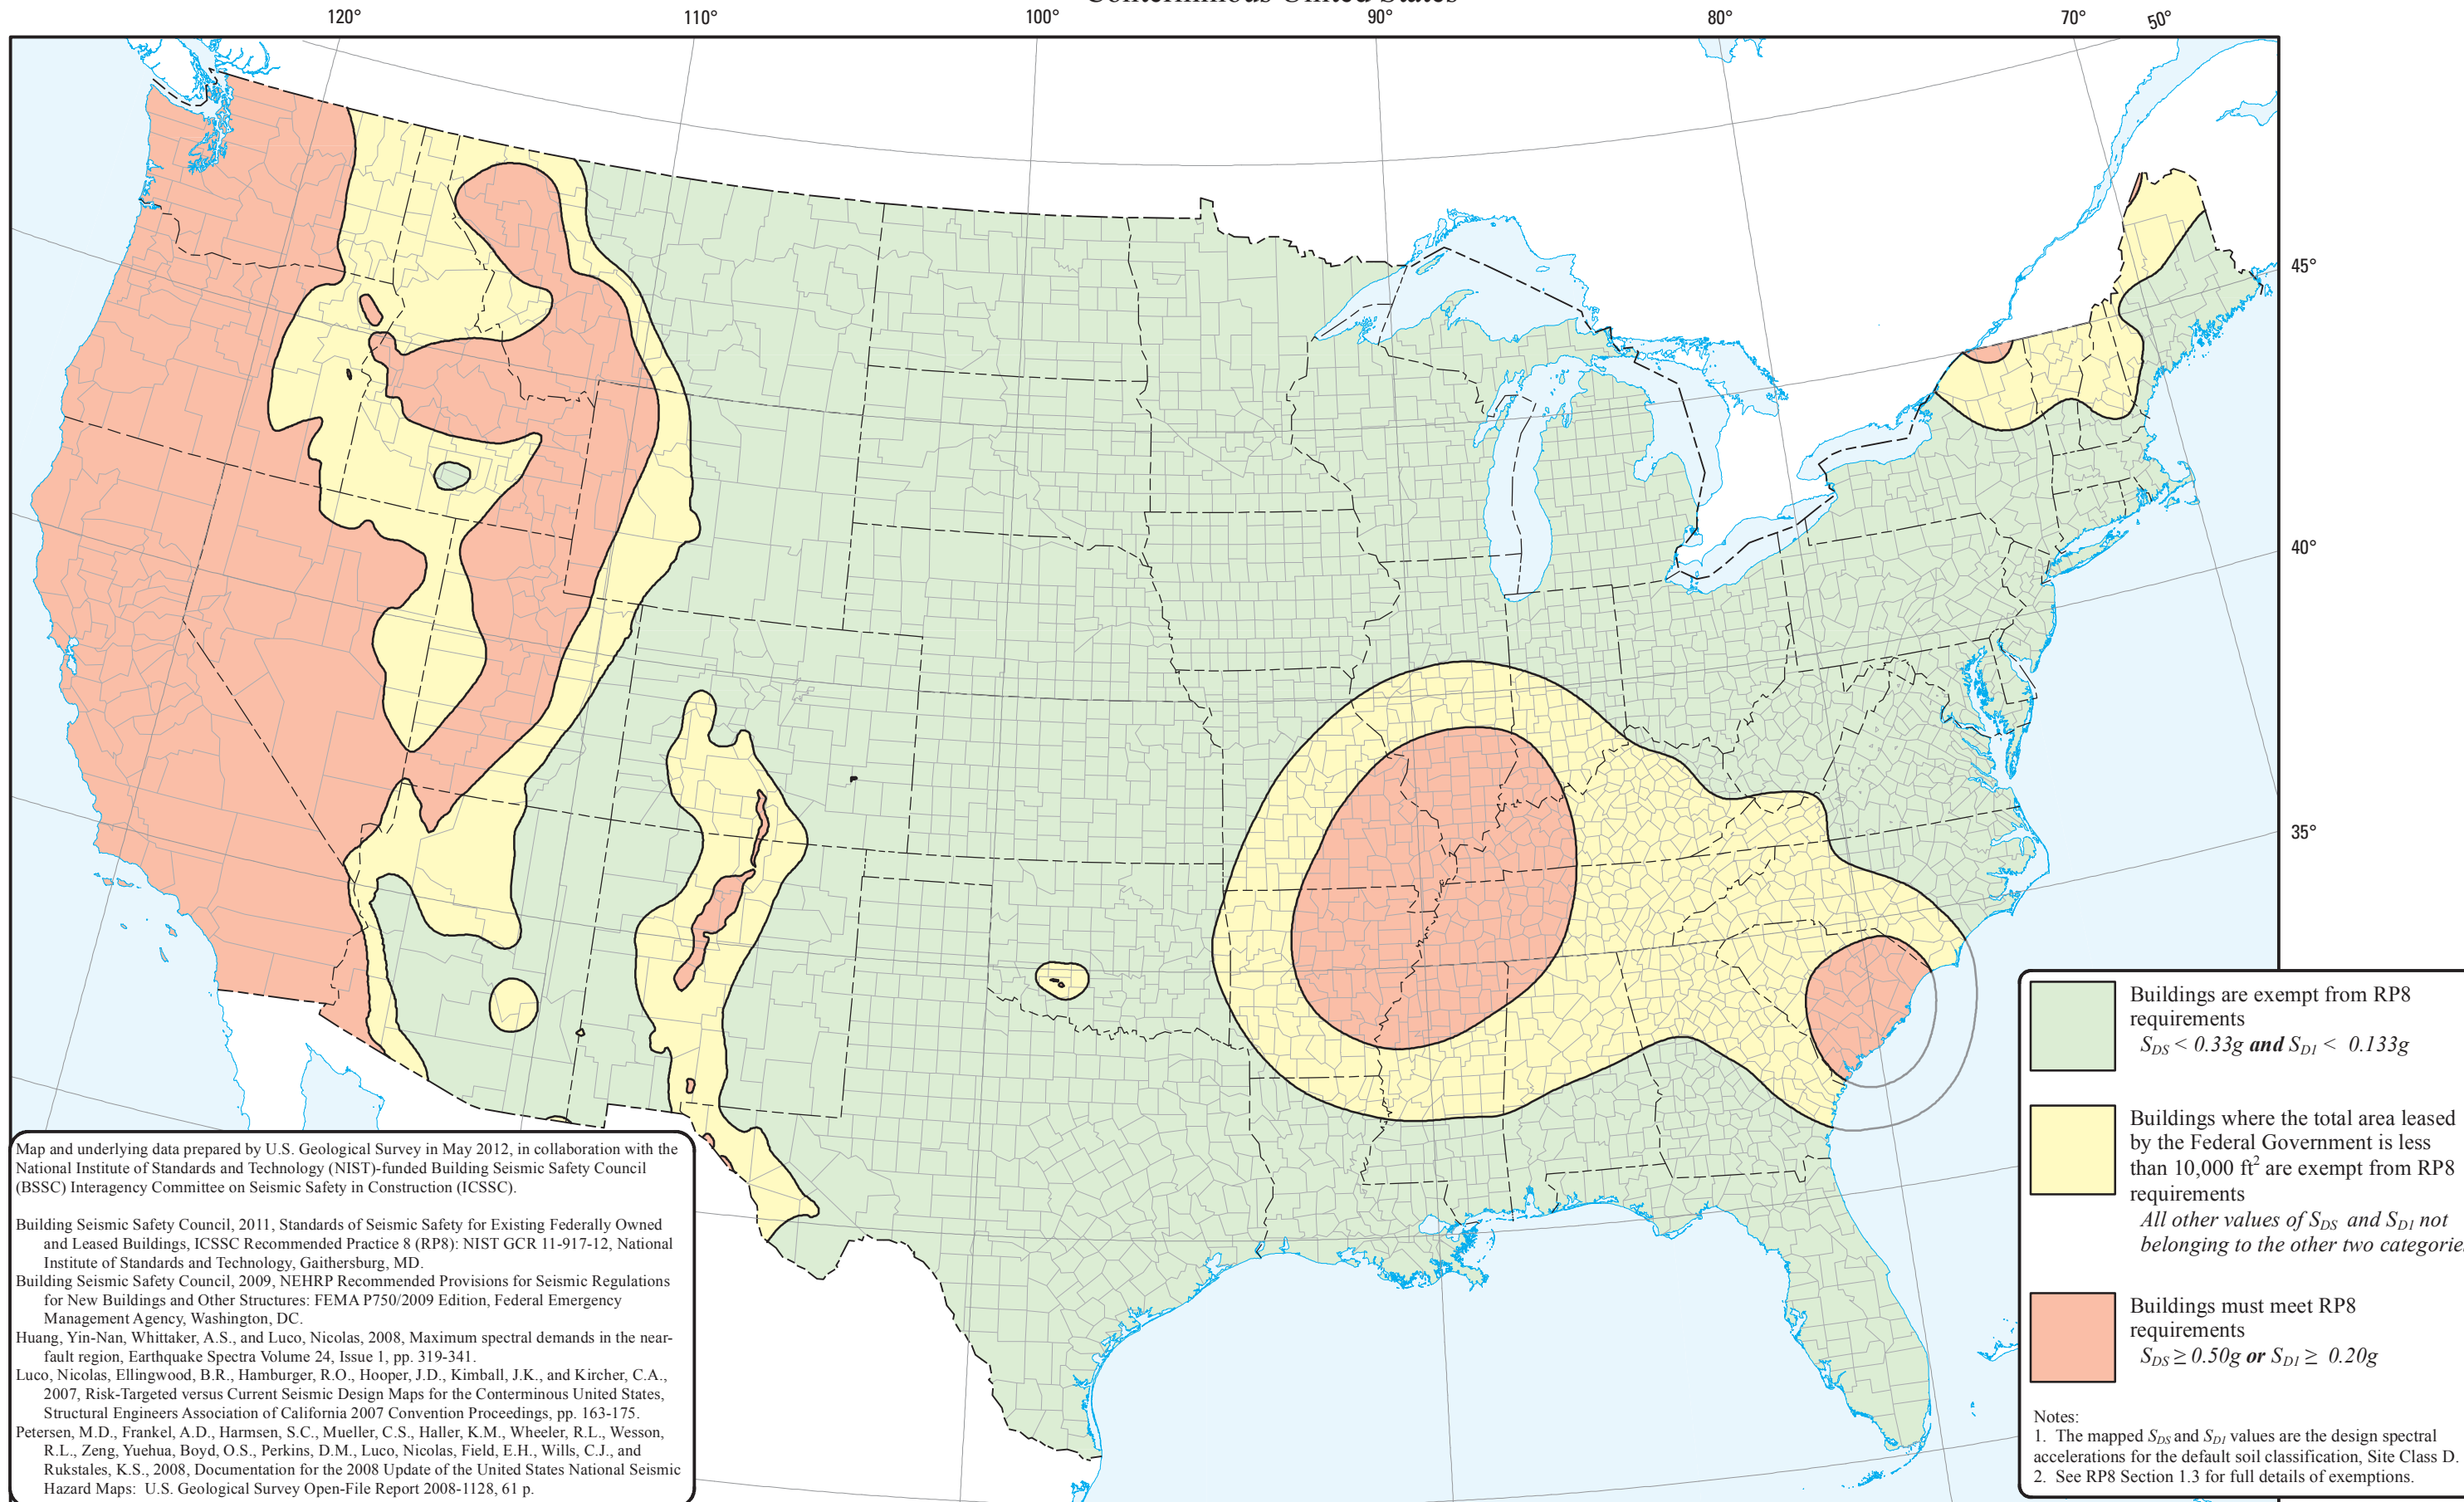 Conterminous United States
120°
110°
100°
90°
80°
70°
50°
45°
40°
35°
Map and underlying data prepared by U.S. Geological Survey in May 2012, in collaboration with the
National Institute of Standards and Technology (NIST)-funded Building Seismic Safety Council
(BSSC) Interagency Committee on Seismic Safety in Construction (ICSSC).
Building Seismic Safety Council, 2011, Standards of Seismic Safety for Existing Federally Owned
and Leased Buildings, ICSSC Recommended Practice 8 (RP8): NIST GCR 11-917-12, National
Institute of Standards and Technology, Gaithersburg, MD.
Building Seismic Safety Council, 2009, NEHRP Recommended Provisions for Seismic Regulations
for New Buildings and Other Structures: FEMA P750/2009 Edition, Federal Emergency
Management Agency, Washington, DC.
Huang, Yin-Nan, Whittaker, A.S., and Luco, Nicolas, 2008, Maximum spectral demands in the near-
fault region, Earthquake Spectra Volume 24, Issue 1, pp. 319-341.
Luco, Nicolas, Ellingwood, B.R., Hamburger, R.O., Hooper, J.D., Kimball, J.K., and Kircher, C.A.,
2007, Risk-Targeted versus Current Seismic Design Maps for the Conterminous United States,
Structural Engineers Association of California 2007 Convention Proceedings, pp. 163-175.
Petersen, M.D., Frankel, A.D., Harmsen, S.C., Mueller, C.S., Haller, K.M., Wheeler, R.L., Wesson,
R.L., Zeng, Yuehua, Boyd, O.S., Perkins, D.M., Luco, Nicolas, Field, E.H., Wills, C.J., and
Rukstales, K.S., 2008, Documentation for the 2008 Update of the United States National Seismic
Hazard Maps: U.S. Geological Survey Open-File Report 2008-1128, 61 p.
Buildings are exempt from RP8
requirements
S_DS < 0.33g and S_D1 < 0.133g
Buildings where the total area leased
by the Federal Government is less
than 10,000 ft² are exempt from RP8
requirements
All other values of S_DS and S_D1 not
belonging to the other two categorie
Buildings must meet RP8
requirements
S_DS ≥ 0.50g or S_D1 ≥ 0.20g
Notes:
1. The mapped S_DS and S_D1 values are the design spectral
accelerations for the default soil classification, Site Class D.
2. See RP8 Section 1.3 for full details of exemptions.